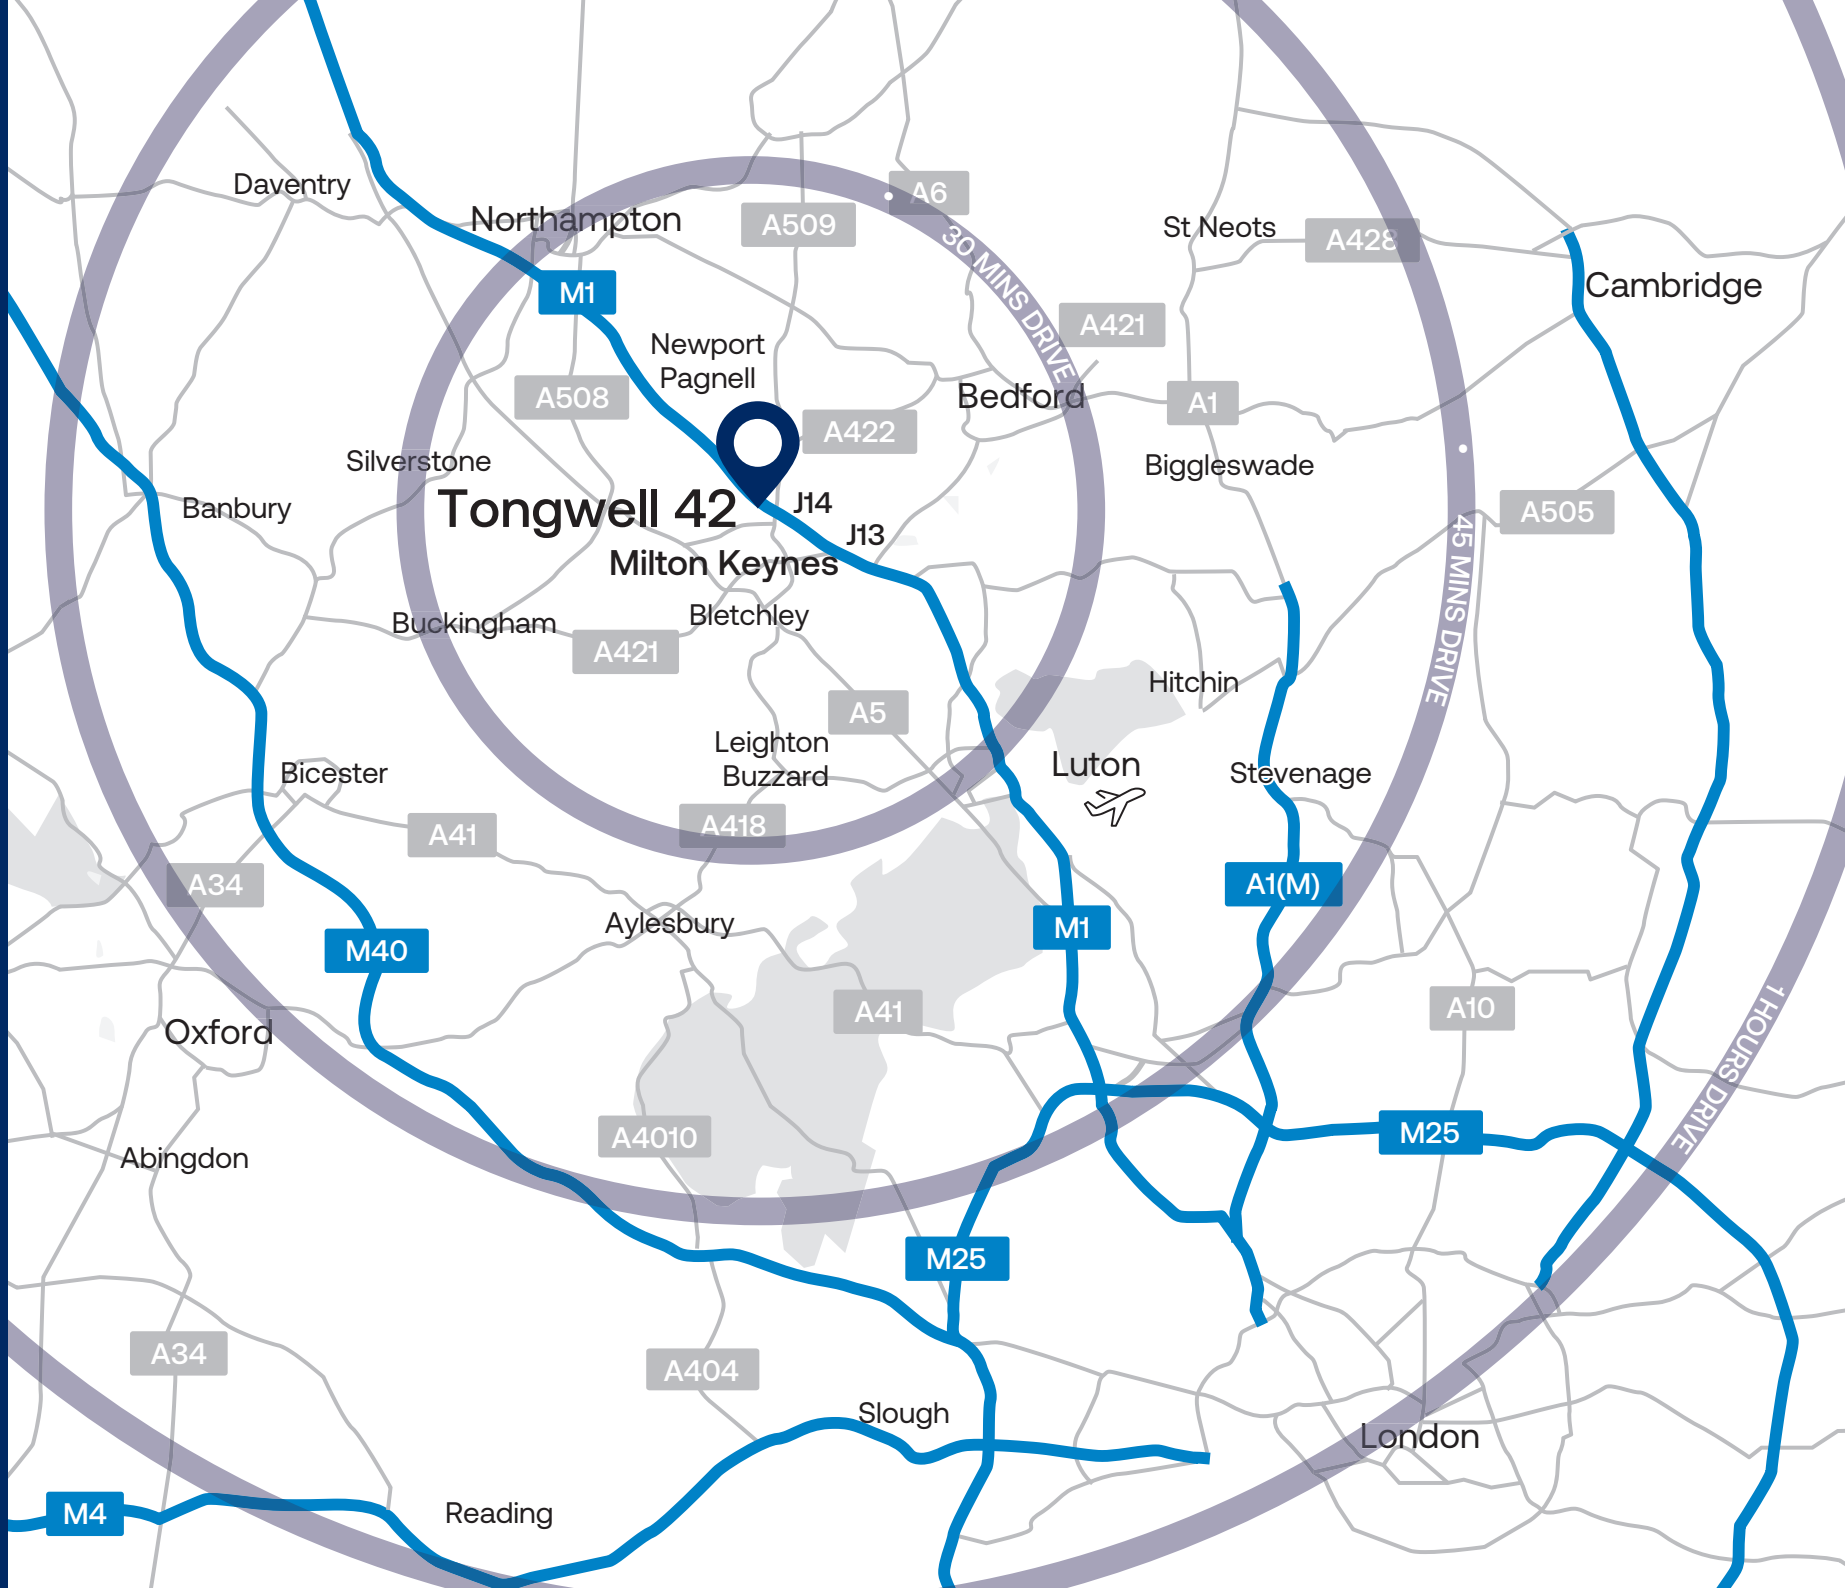 Daventry
Northampton
A509
A6
30 MINS DRIVE
St Neots
A428
Cambridge
M1
Newport
Pagnell
A421
A508
A422
Bedford
A1
Silverstone
Biggleswade
Banbury
Tongwell 42
J14
J13
A505
45 MINS DRIVE
Milton Keynes
Buckingham
Bletchley
A421
Hitchin
A5
Leighton
Buzzard
Luton
Stevenage
Bicester
A41
A418
A34
A1(M)
Aylesbury
M1
M40
A41
A10
1 HOURS DRIVE
Oxford
A4010
M25
Abingdon
M25
A34
A404
Slough
London
M4
Reading